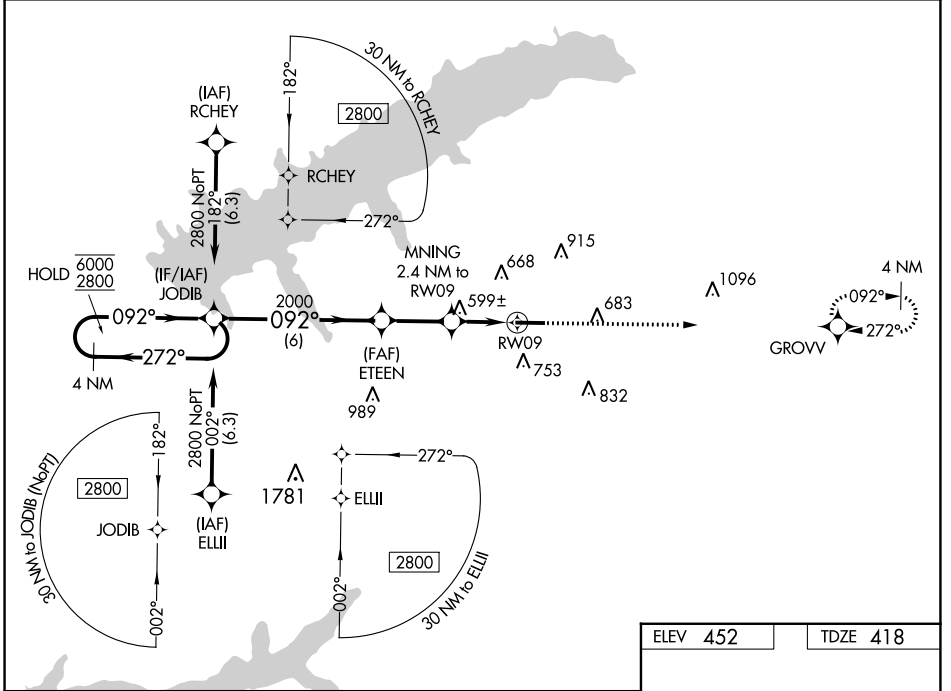 30 NM to RCHEY
182°
2800
RCHEY
272°
(IAF)
RCHEY
2800 NoPT
182°
(6.3)
HOLD 6000
2800
(IF/IAF)
JODIB
092°
272°
4 NM
2000
092°
(6)
(FAF)
ETEEN
MNING
2.4 NM to
RW09
599±
668
915
683
1096
RW09
753
832
989
4 NM
092°
272°
GROVV
2800 NoPT
002°
(6.3)
(IAF)
ELLII
1781
30 NM to JODIB (NoPT)
182°
2800
JODIB
002°
272°
ELLII
2800
002°
30 NM to ELLII
ELEV 452
TDZE 418